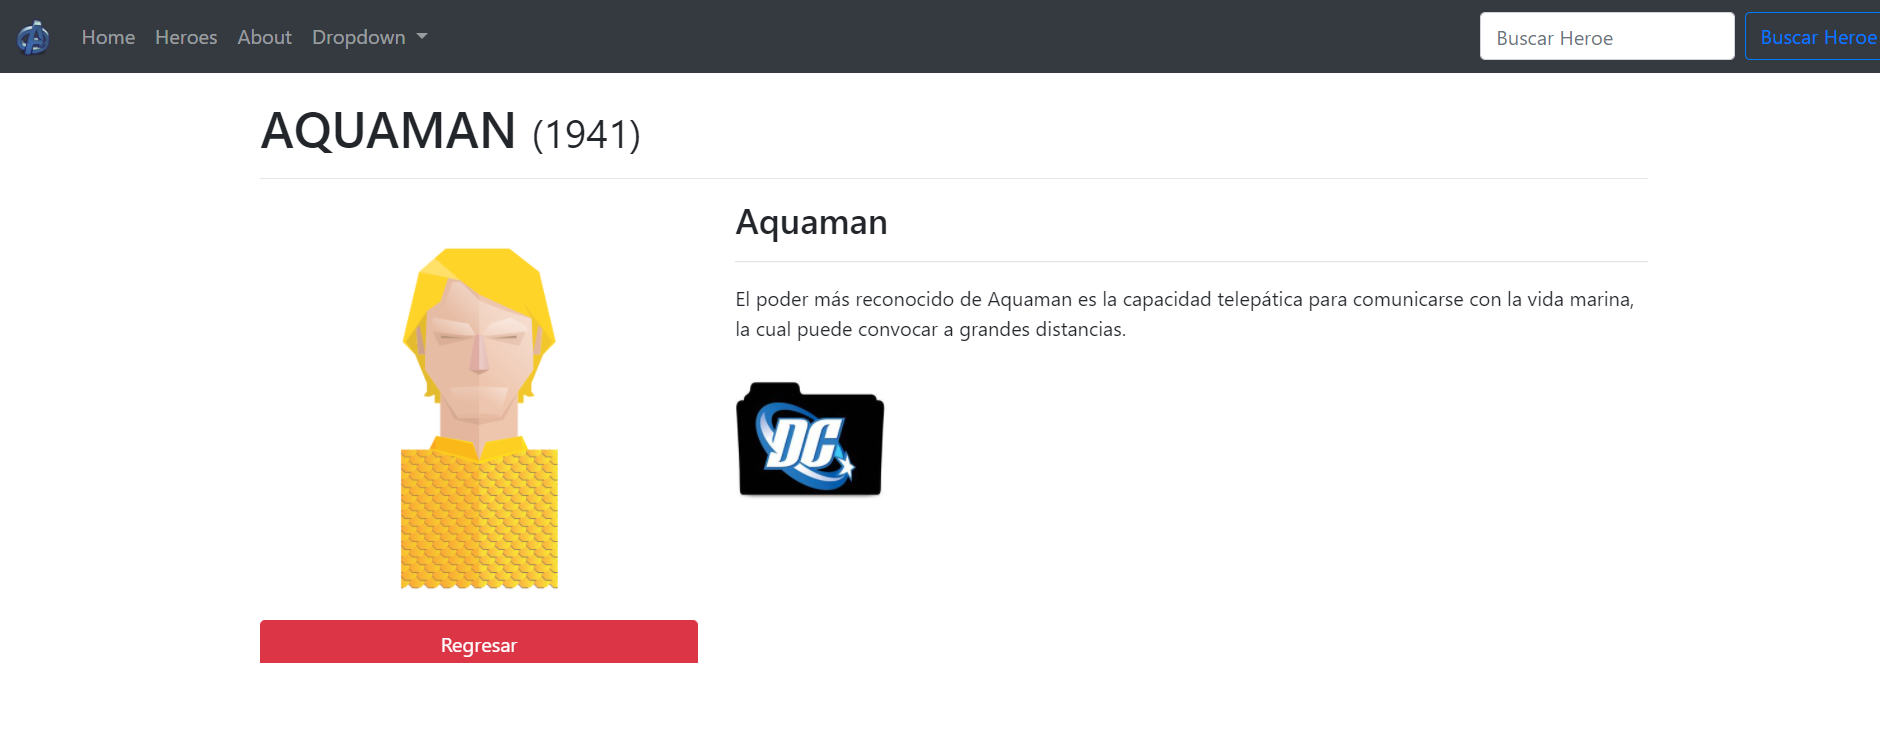 Home Heroes About Dropdown Buscar Heroe Buscar Heroe
AQUAMAN (1941)
Aquaman
El poder más reconocido de Aquaman es la capacidad telepática para comunicarse con la vida marina,
la cual puede convocar a grandes distancias.
DC
Regresar